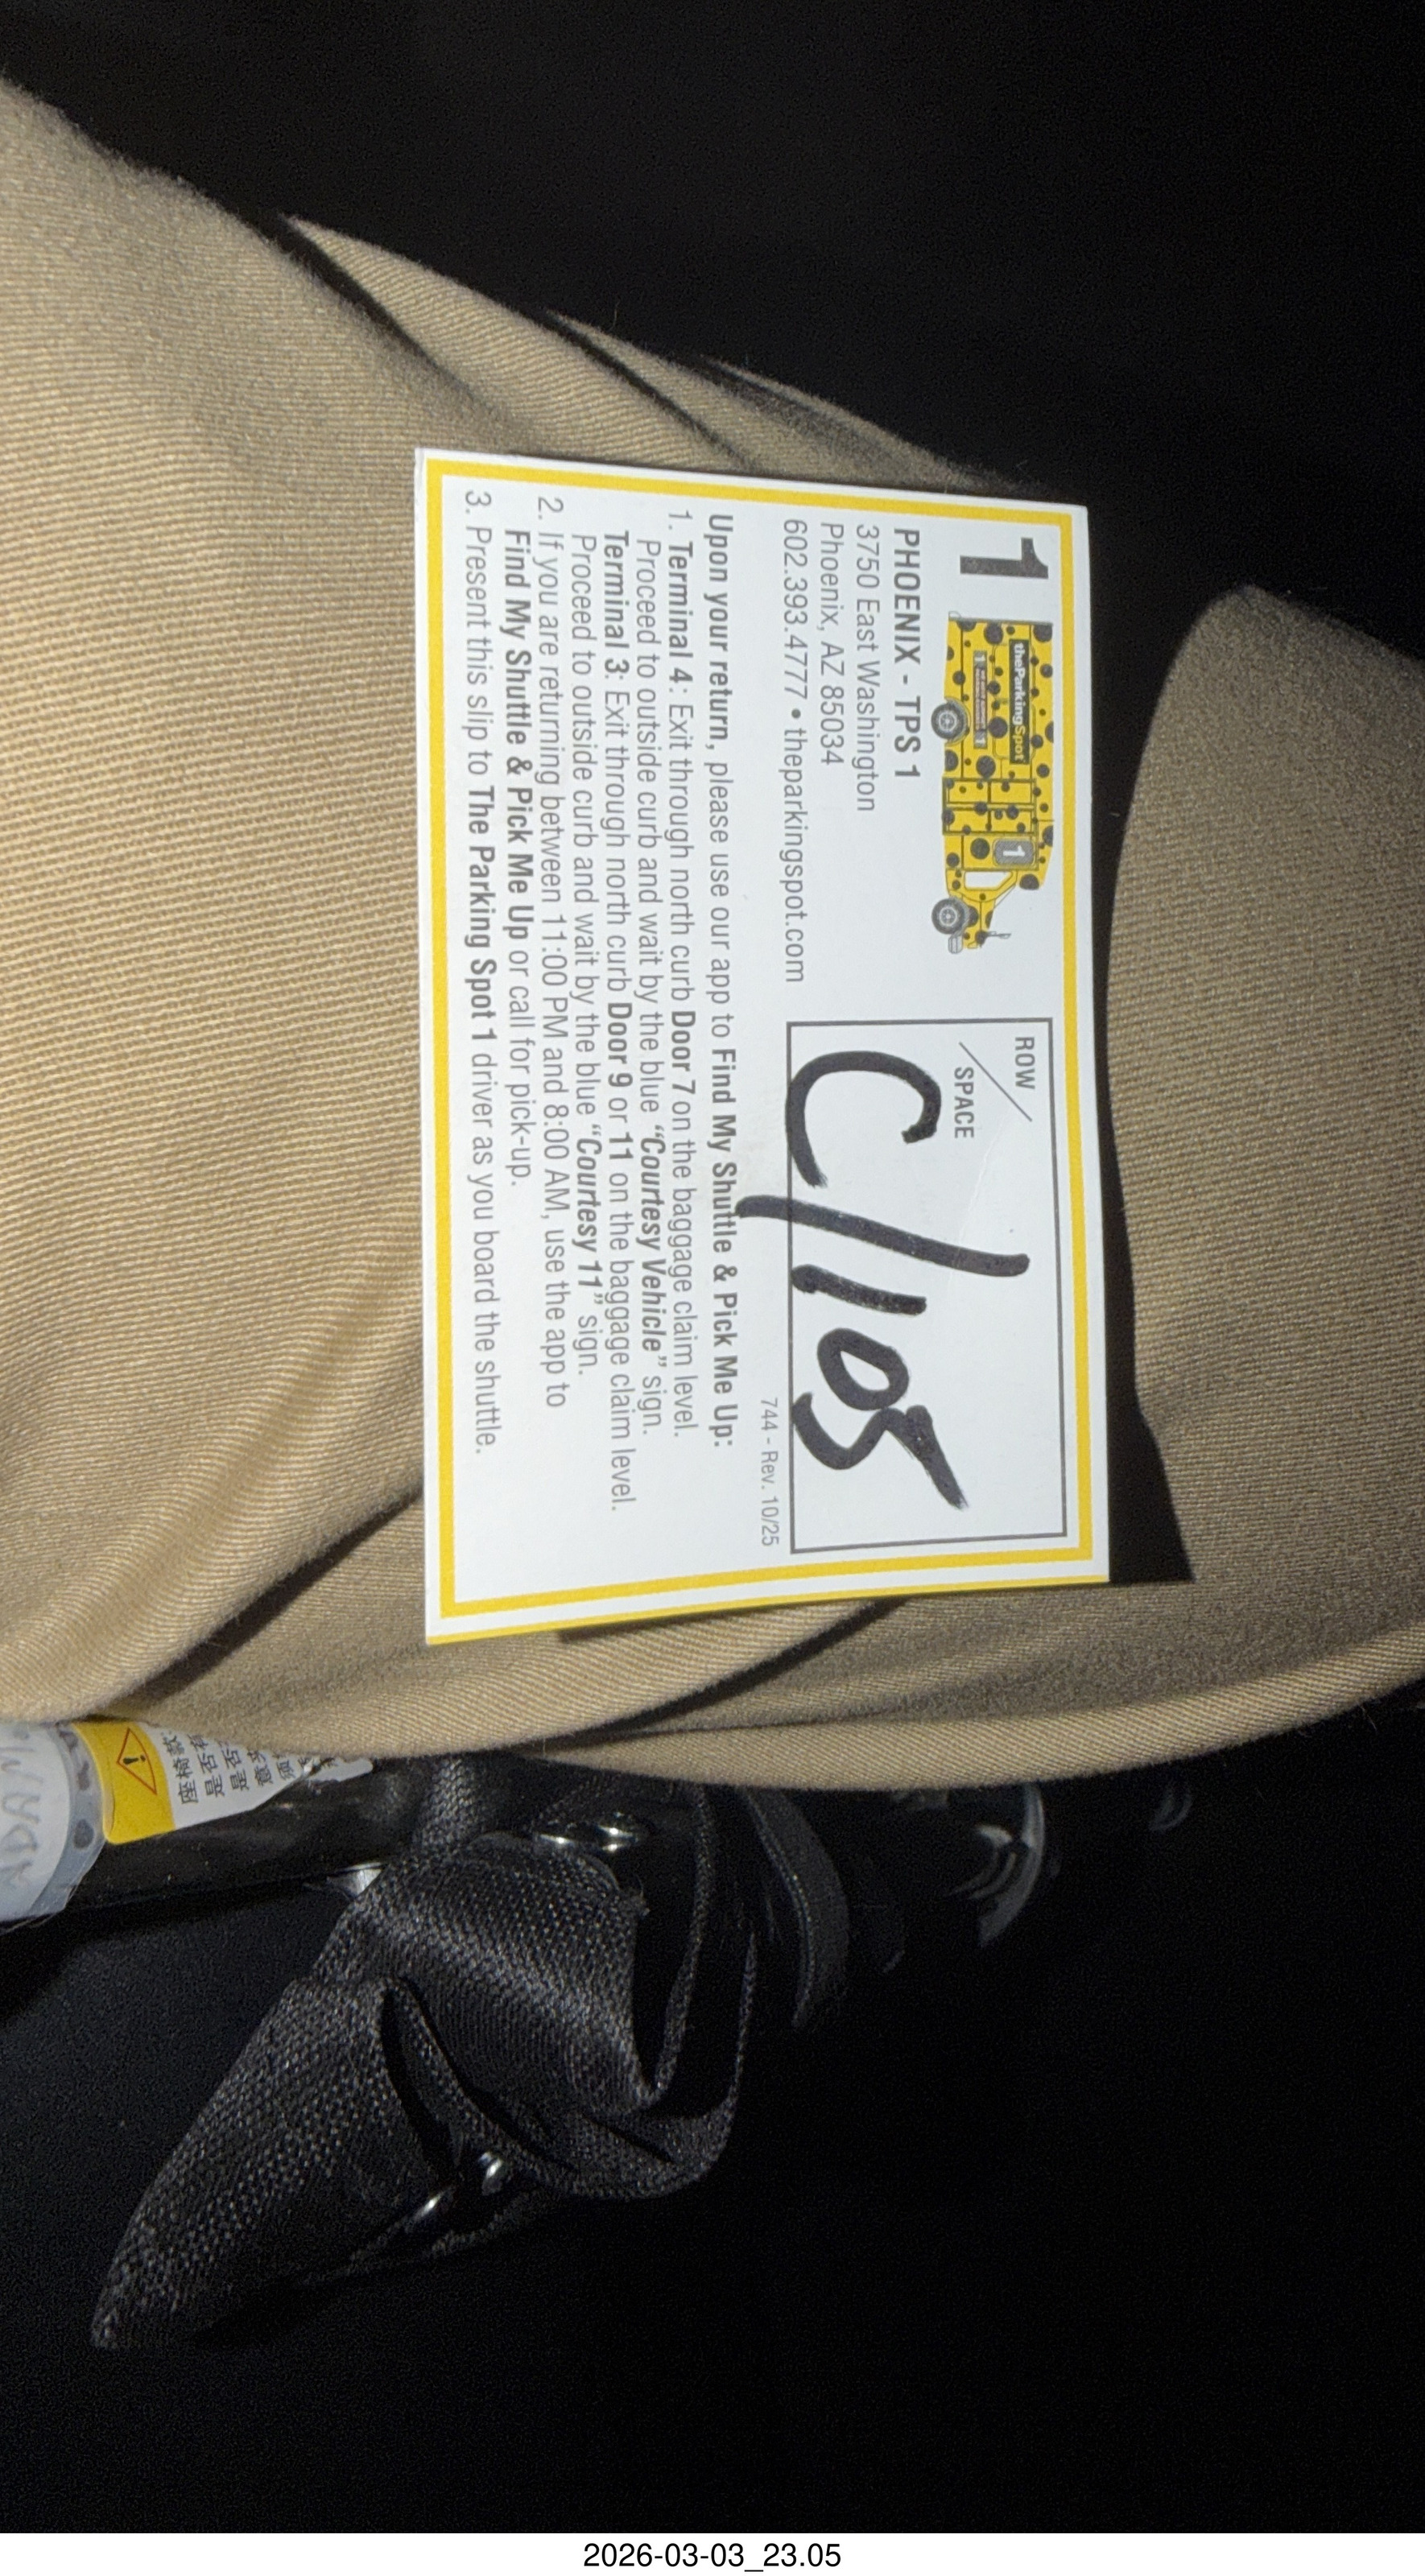 1
theParkingSpot
1
PHOENIX - TPS 1
3750 East Washington
Phoenix, AZ 85034
602.393.4777 • theparkingspot.com
ROW / SPACE
C/105
744 - Rev. 10/25
Upon your return, please use our app to Find My Shuttle & Pick Me Up:
1. Terminal 4: Exit through north curb Door 7 on the baggage claim level.
Proceed to outside curb and wait by the blue “Courtesy Vehicle” sign.
Terminal 3: Exit through north curb Door 9 or 11 on the baggage claim level.
Proceed to outside curb and wait by the blue “Courtesy 11” sign.
2. If you are returning between 11:00 PM and 8:00 AM, use the app to
Find My Shuttle & Pick Me Up or call for pick-up.
3. Present this slip to The Parking Spot 1 driver as you board the shuttle.
2026-03-03_23.05